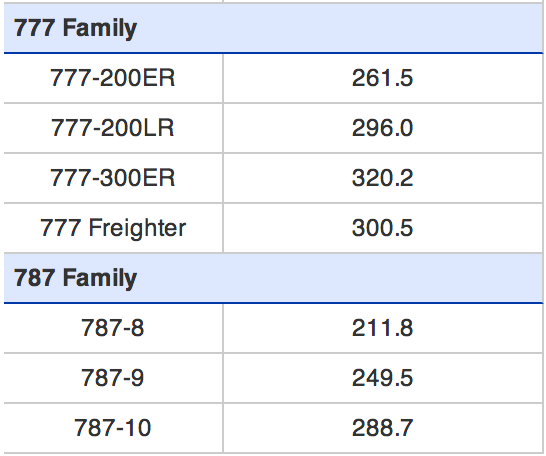 777 Family
777-200ER 261.5
777-200LR 296.0
777-300ER 320.2
777 Freighter 300.5
787 Family
787-8 211.8
787-9 249.5
787-10 288.7